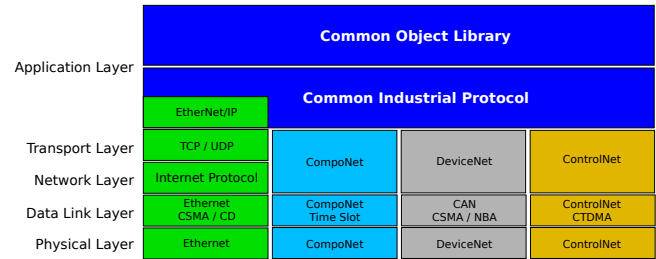 Common Object Library
Application Layer
Common Industrial Protocol
EtherNet/IP
Transport Layer
TCP / UDP
CompoNet
DeviceNet
ControlNet
Network Layer
Internet Protocol
Data Link Layer
Ethernet
CSMA / CD
CompoNet
Time Slot
CAN
CSMA / NBA
ControlNet
CTDMA
Physical Layer
Ethernet
CompoNet
DeviceNet
ControlNet